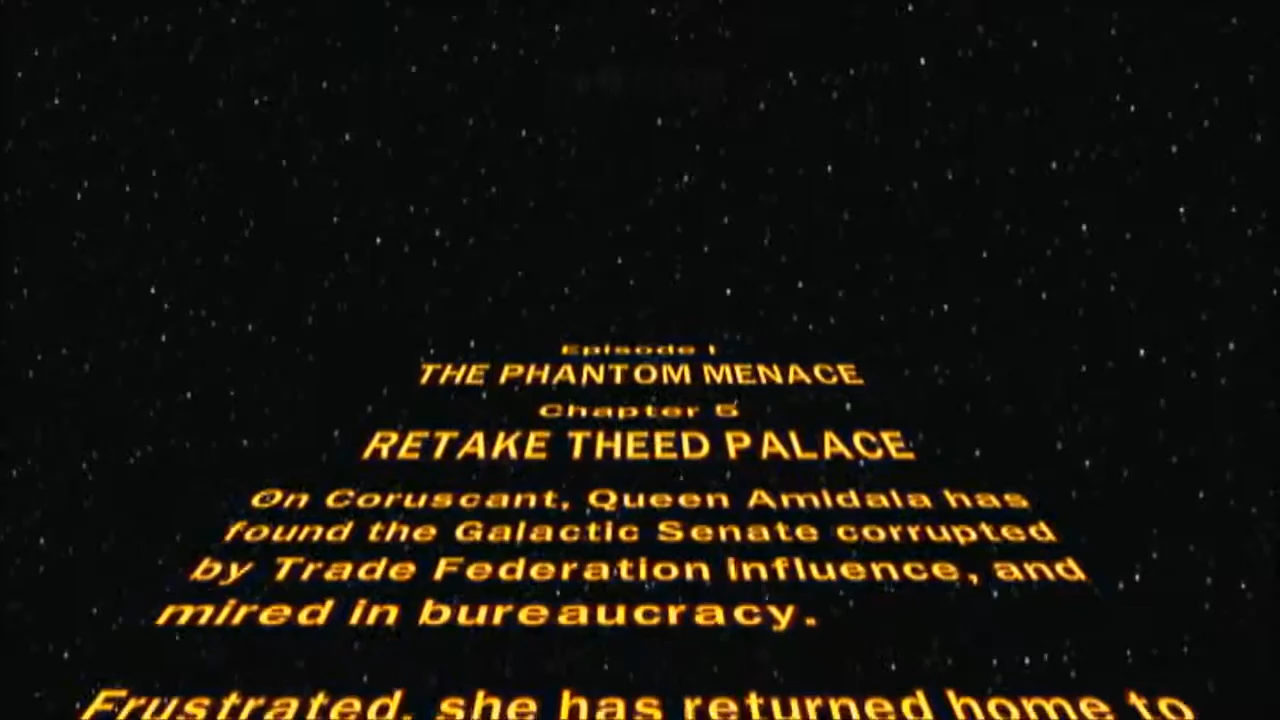 Episode I
THE PHANTOM MENACE
Chapter 5
RETAKE THEED PALACE
On Coruscant, Queen Amidala has
found the Galactic Senate corrupted
by Trade Federation influence, and
mired in bureaucracy.
Frustrated, she has returned home to